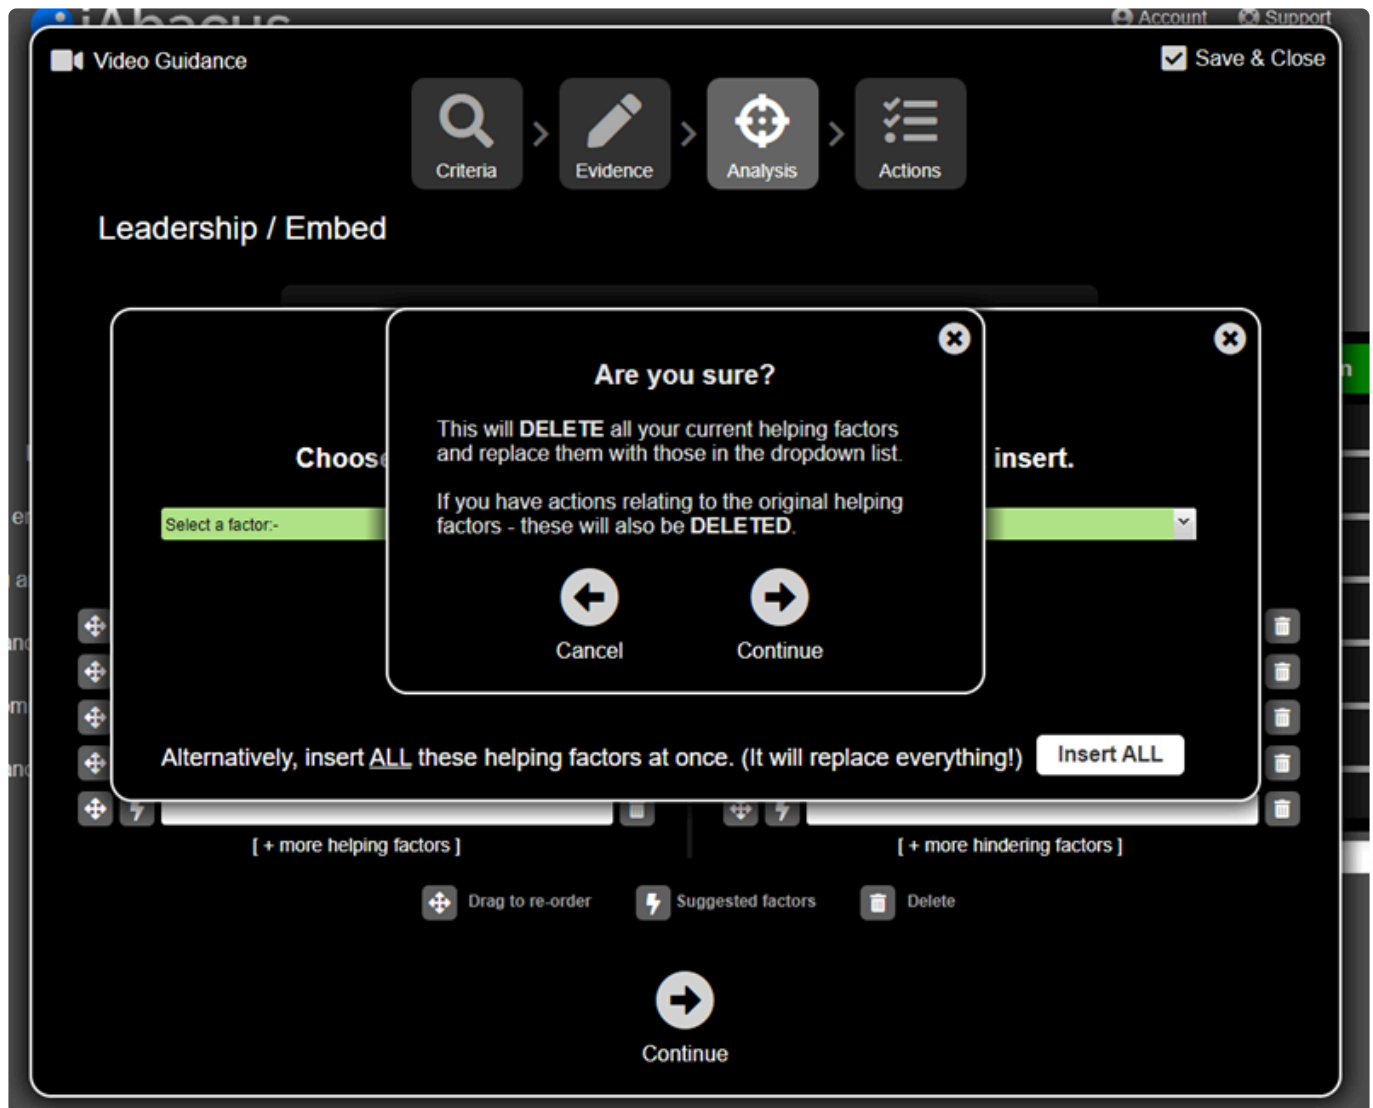 iAbacus
Account
Support
Video Guidance
Save & Close
Criteria
Evidence
Analysis
Actions
Leadership / Embed
Are you sure?
This will DELETE all your current helping factors
and replace them with those in the dropdown list.
Choose
insert.
If you have actions relating to the original helping
factors - these will also be DELETED.
Select a factor:-
Cancel
Continue
Alternatively, insert ALL these helping factors at once. (It will replace everything!)
Insert ALL
[ + more helping factors ]
[ + more hindering factors ]
Drag to re-order
Suggested factors
Delete
Continue